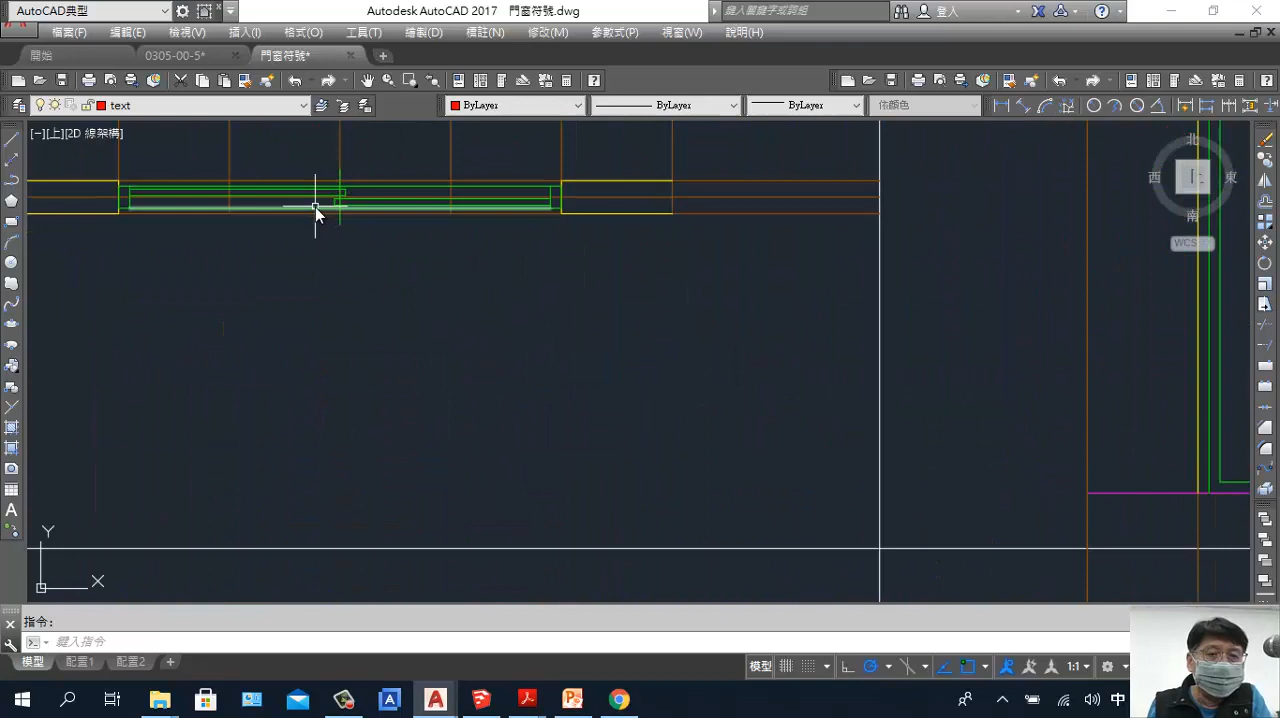 AutoCAD典型
Autodesk AutoCAD 2017 門窗符號.dwg
鍵入關鍵字或詞組
登入
檔案(F) 編輯(E) 檢視(V) 插入(I) 格式(O) 工具(T) 繪製(D) 標註(N) 修改(M) 參數式(P) 視窗(W) 說明(H)
開始 0305-00-5* 門窗符號*
text ByLayer ByLayer ByLayer 依顏色
[−][上][2D 線架構]
北
西 上 東
南
WCS
Y
X
指令:
鍵入指令
模型 配置1 配置2
模型 1:1
中